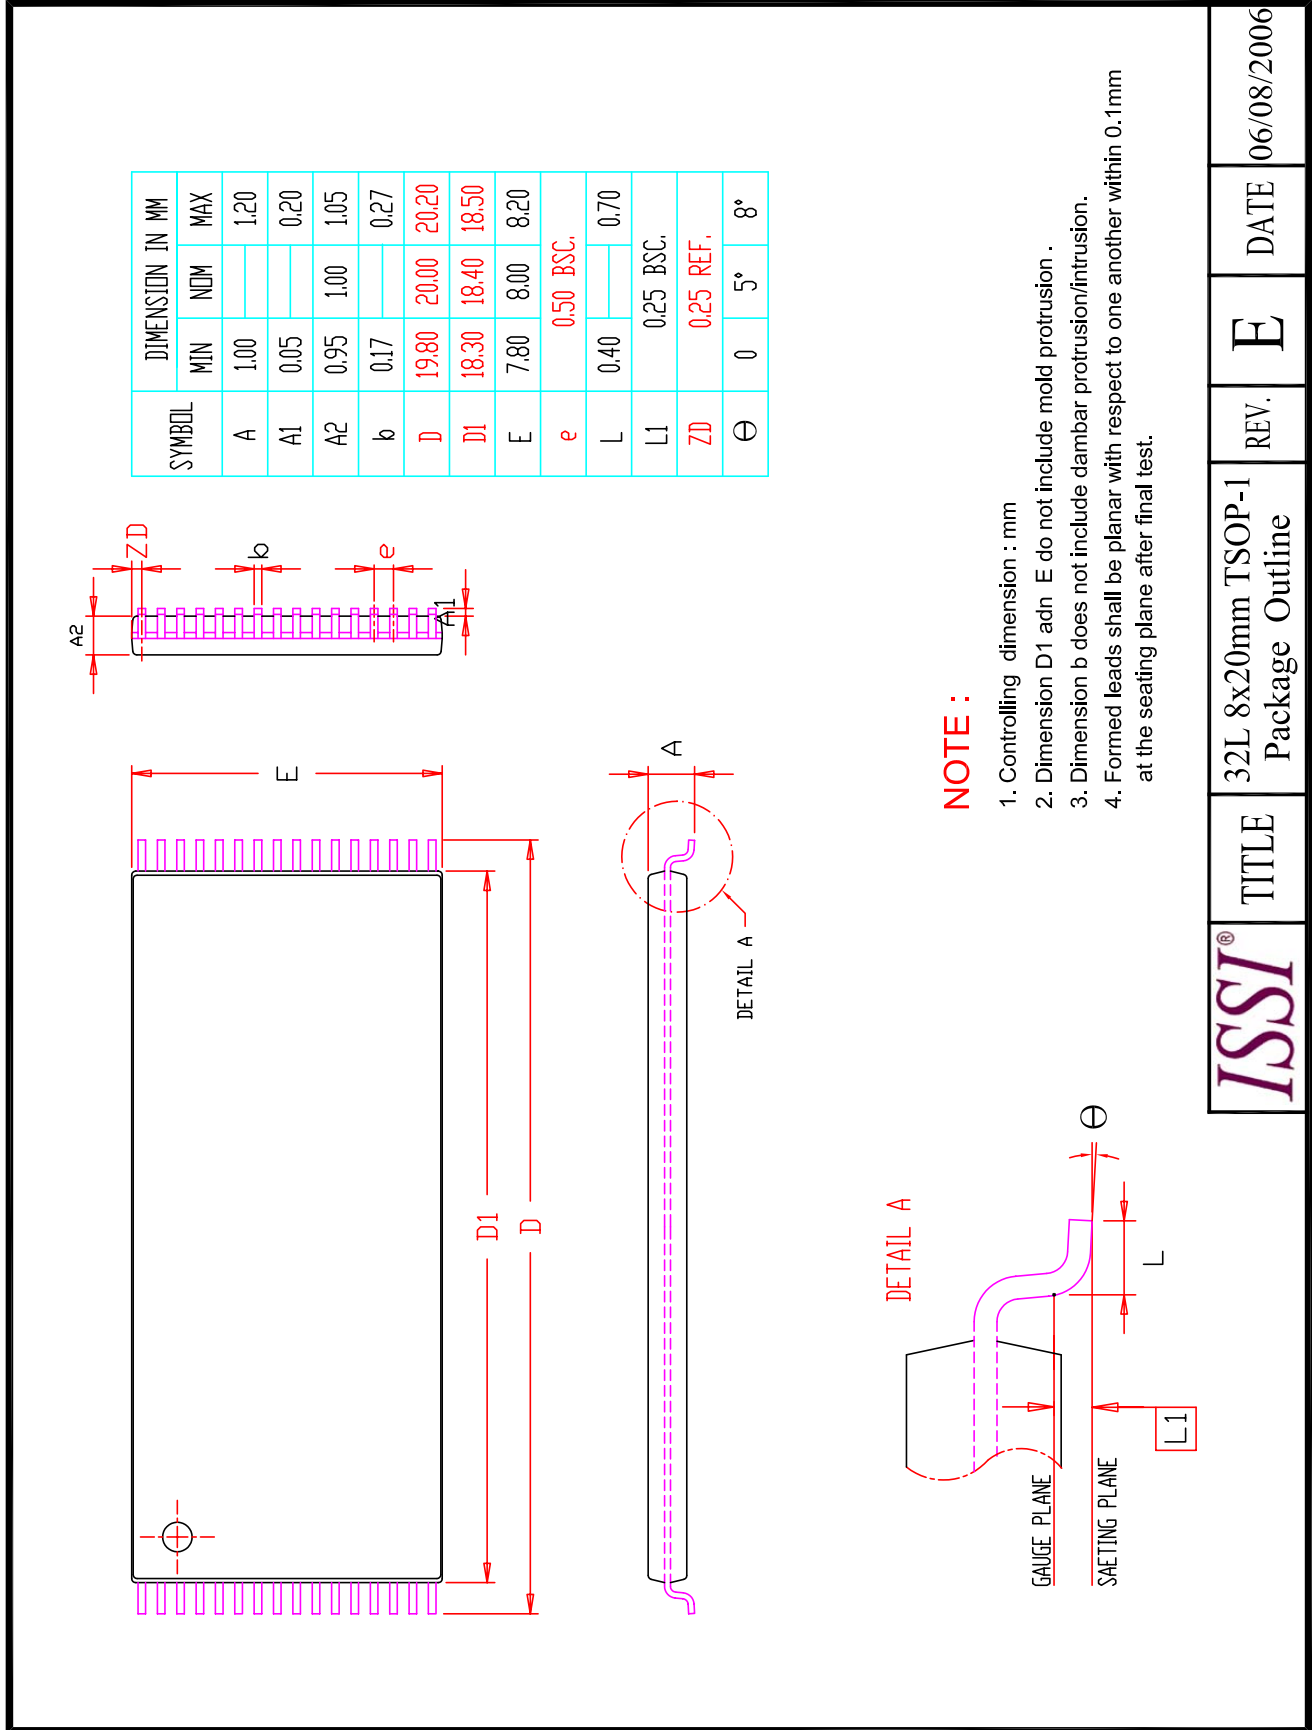 E
D1
D
A
DETAIL A
A2
ZD
b
e
A1
SYMBOL DIMENSION IN MM
MIN NOM MAX
A 1.00 1.20
A1 0.05 0.20
A2 0.95 1.00 1.05
b 0.17 0.27
D 19.80 20.00 20.20
D1 18.30 18.40 18.50
E 7.80 8.00 8.20
e 0.50 BSC.
L 0.40 0.70
L1 0.25 BSC.
ZD 0.25 REF.
Θ 0 5° 8°
DETAIL A
GAUGE PLANE
SAETING PLANE
L1
L
Θ
NOTE :
1. Controlling dimension : mm
2. Dimension D1 adn E do not include mold protrusion .
3. Dimension b does not include dambar protrusion/intrusion.
4. Formed leads shall be planar with respect to one another within 0.1mm
at the seating plane after final test.
ISSI®
TITLE
32L 8x20mm TSOP-1
Package Outline
REV.
E
DATE
06/08/2006